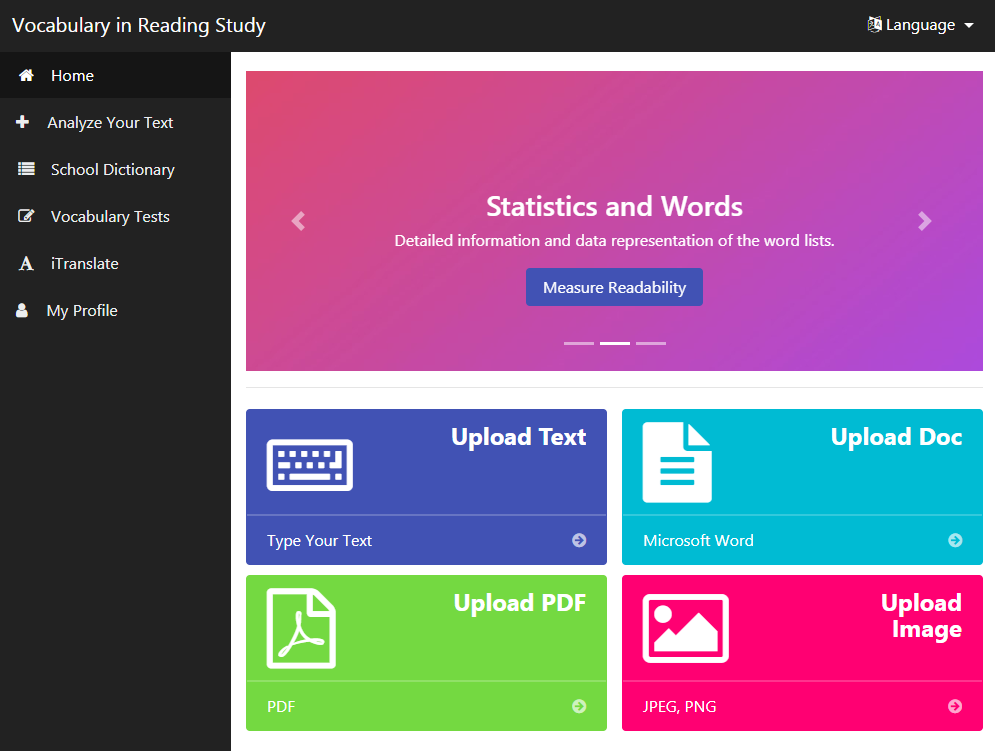 Vocabulary in Reading Study
Language
Home
Analyze Your Text
School Dictionary
Vocabulary Tests
iTranslate
My Profile
Statistics and Words
Detailed information and data representation of the word lists.
Measure Readability
Upload Text
Type Your Text
Upload Doc
Microsoft Word
Upload PDF
PDF
Upload
Image
JPEG, PNG